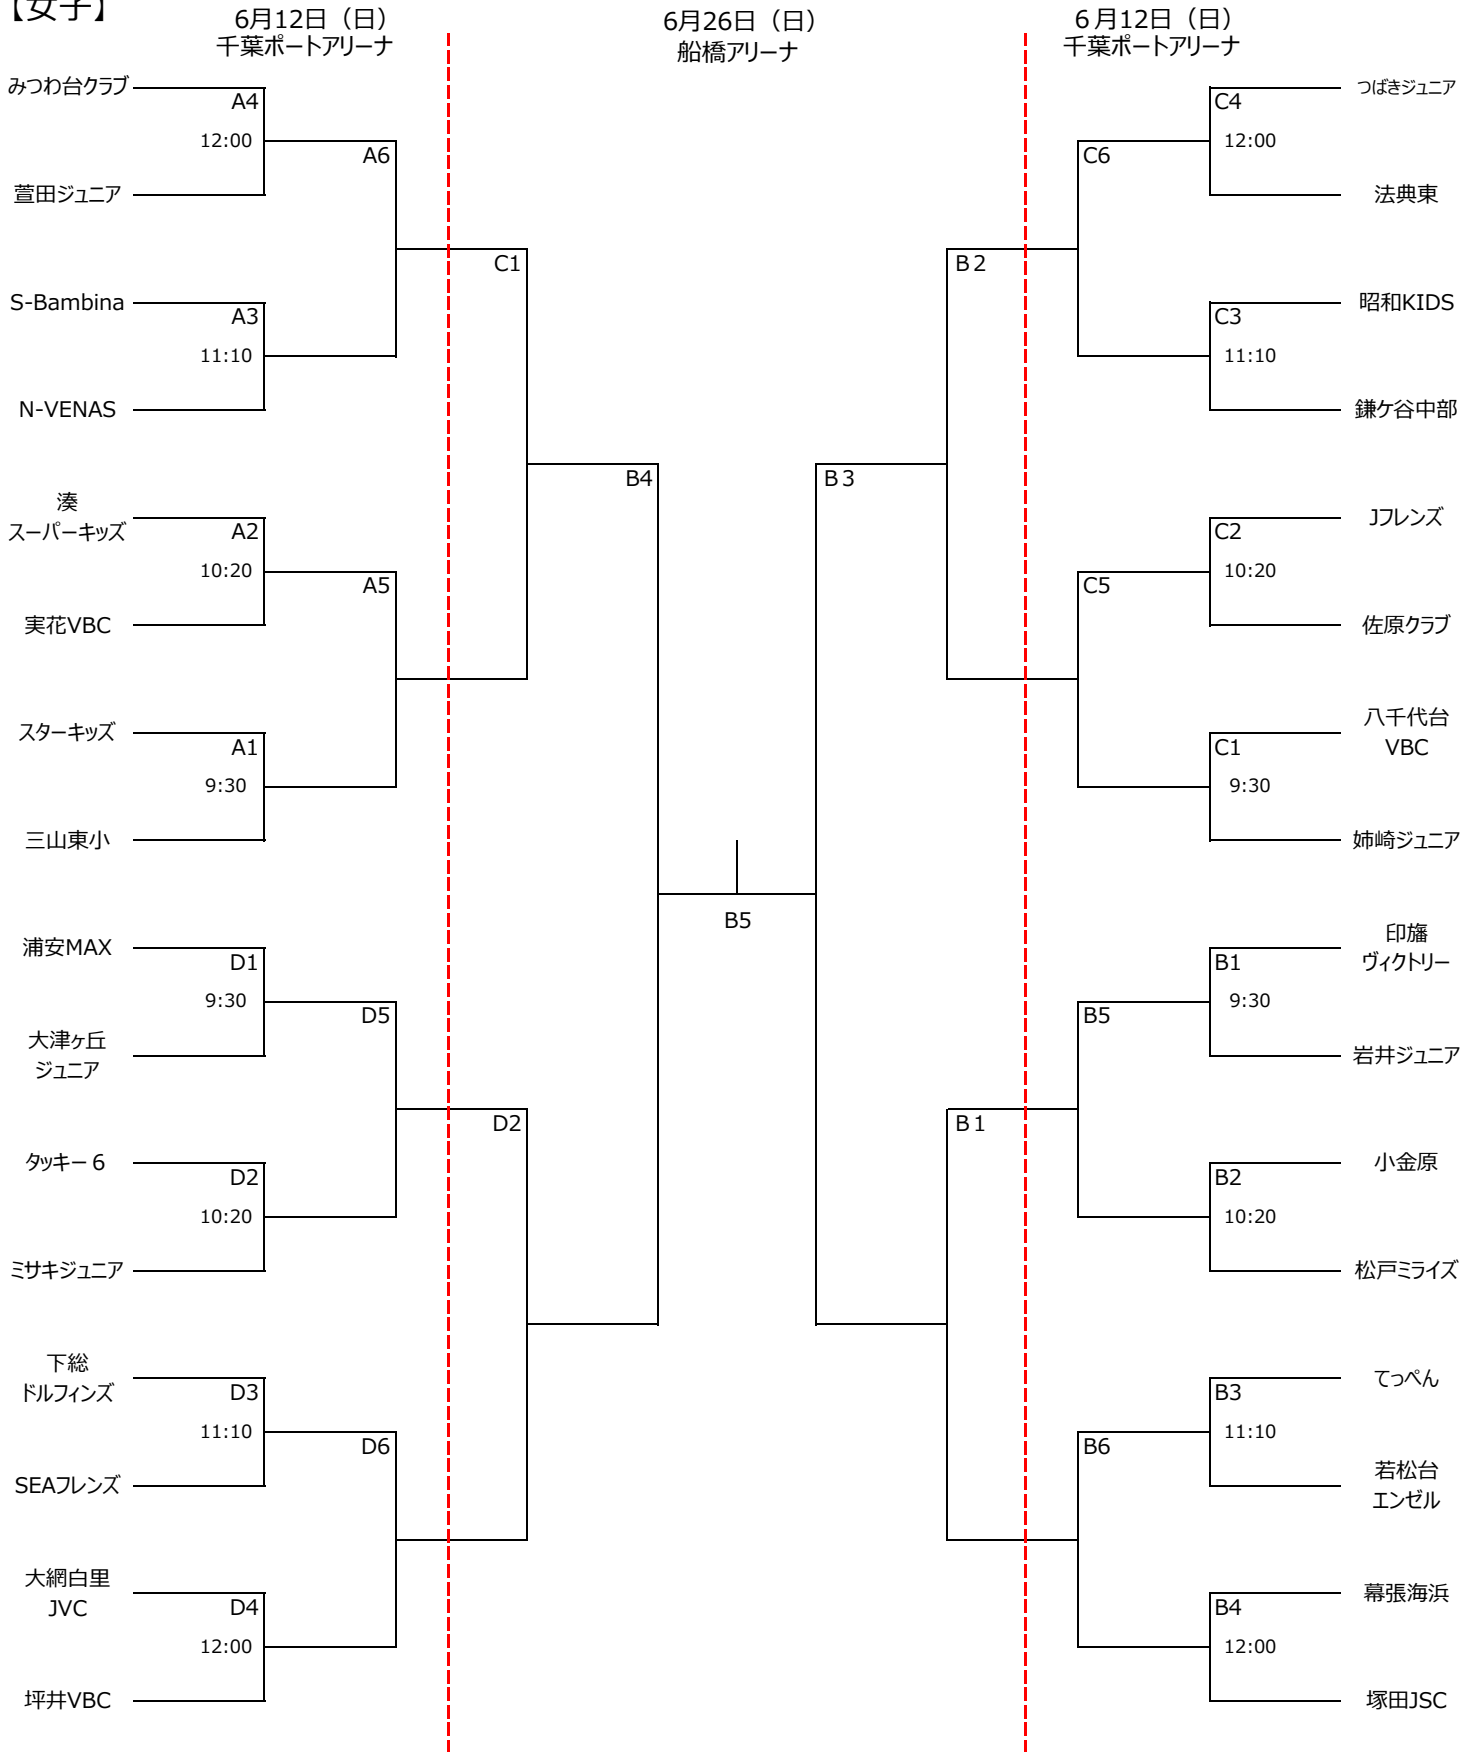 【女子】
6月12日（日）
千葉ポートアリーナ
6月26日（日）
船橋アリーナ
６月12日（日）
千葉ポートアリーナ
みつわ台クラブ
A4
12:00
萱田ジュニア
A6
S-Bambina
A3
11:10
N-VENAS
C1
湊
スーパーキッズ
A2
10:20
実花VBC
A5
スターキッズ
A1
9:30
三山東小
B4
浦安MAX
D1
9:30
大津ヶ丘
ジュニア
D5
タッキー６
D2
10:20
ミサキジュニア
D2
下総
ドルフィンズ
D3
11:10
SEAフレンズ
D6
大網白里
JVC
D4
12:00
坪井VBC
B5
つばきジュニア
C4
12:00
法典東
C6
昭和KIDS
C3
11:10
鎌ケ谷中部
B２
Jフレンズ
C2
10:20
佐原クラブ
C5
八千代台
VBC
C1
9:30
姉崎ジュニア
B３
印旛
ヴィクトリー
B1
9:30
岩井ジュニア
B5
小金原
B2
10:20
松戸ミライズ
B１
てっぺん
B3
11:10
若松台
エンゼル
B6
幕張海浜
B4
12:00
塚田JSC